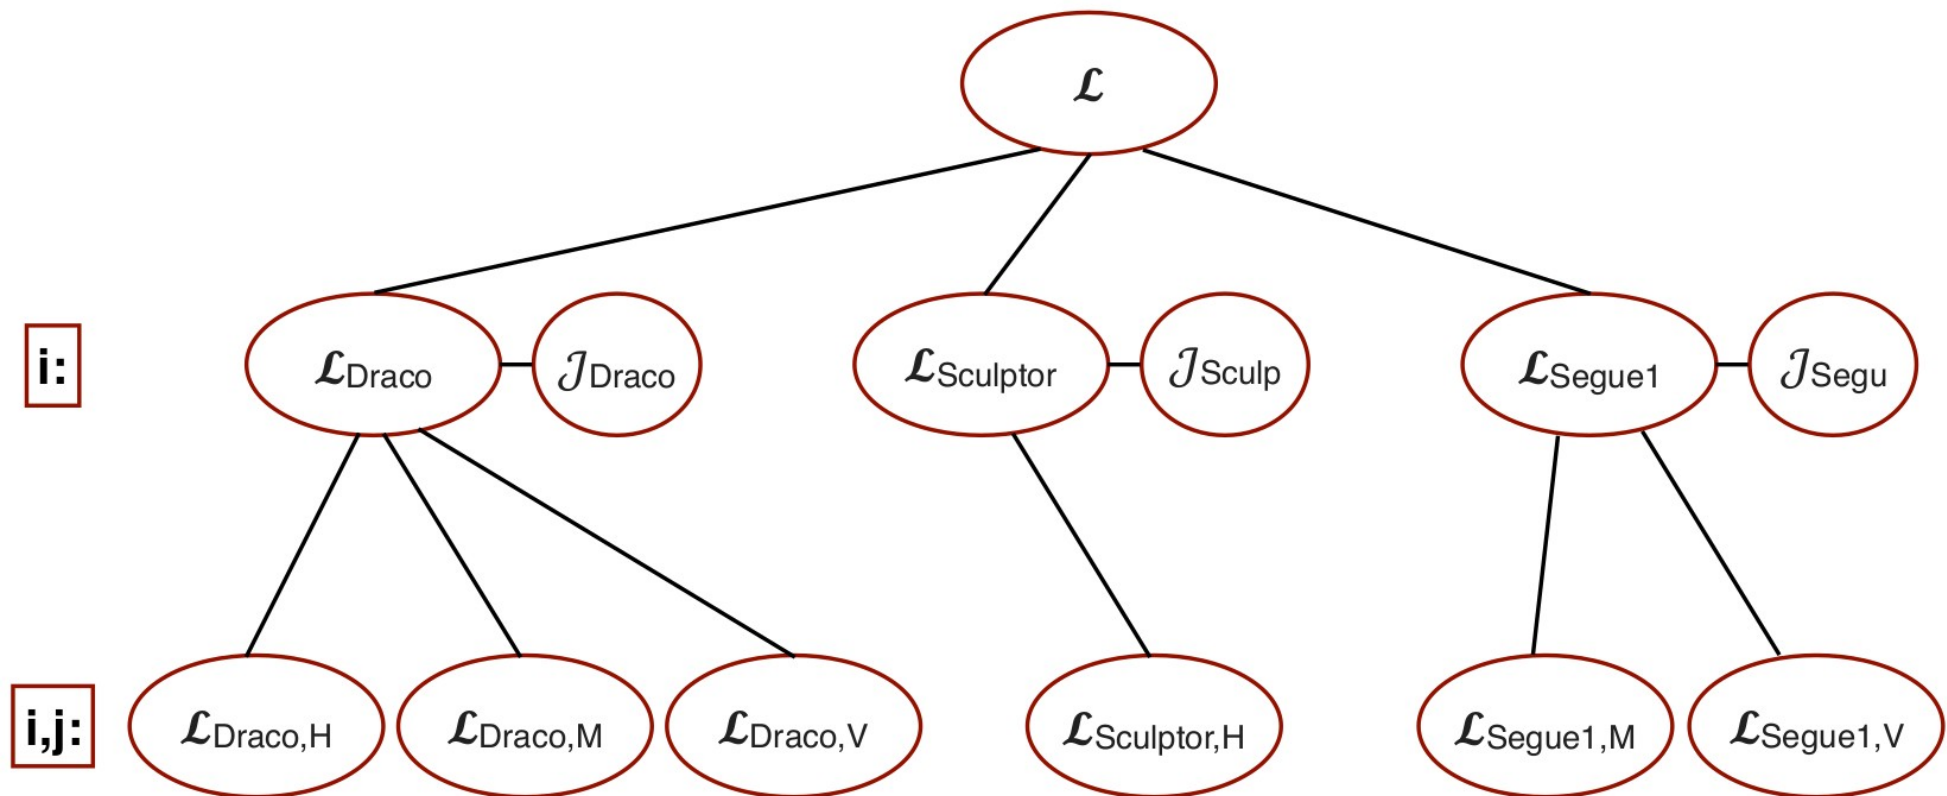 ℒ
i: ℒDraco 𝒥Draco ℒSculptor 𝒥Sculp ℒSegue1 𝒥Segu
i,j: ℒDraco,H ℒDraco,M ℒDraco,V ℒSculptor,H ℒSegue1,M ℒSegue1,V